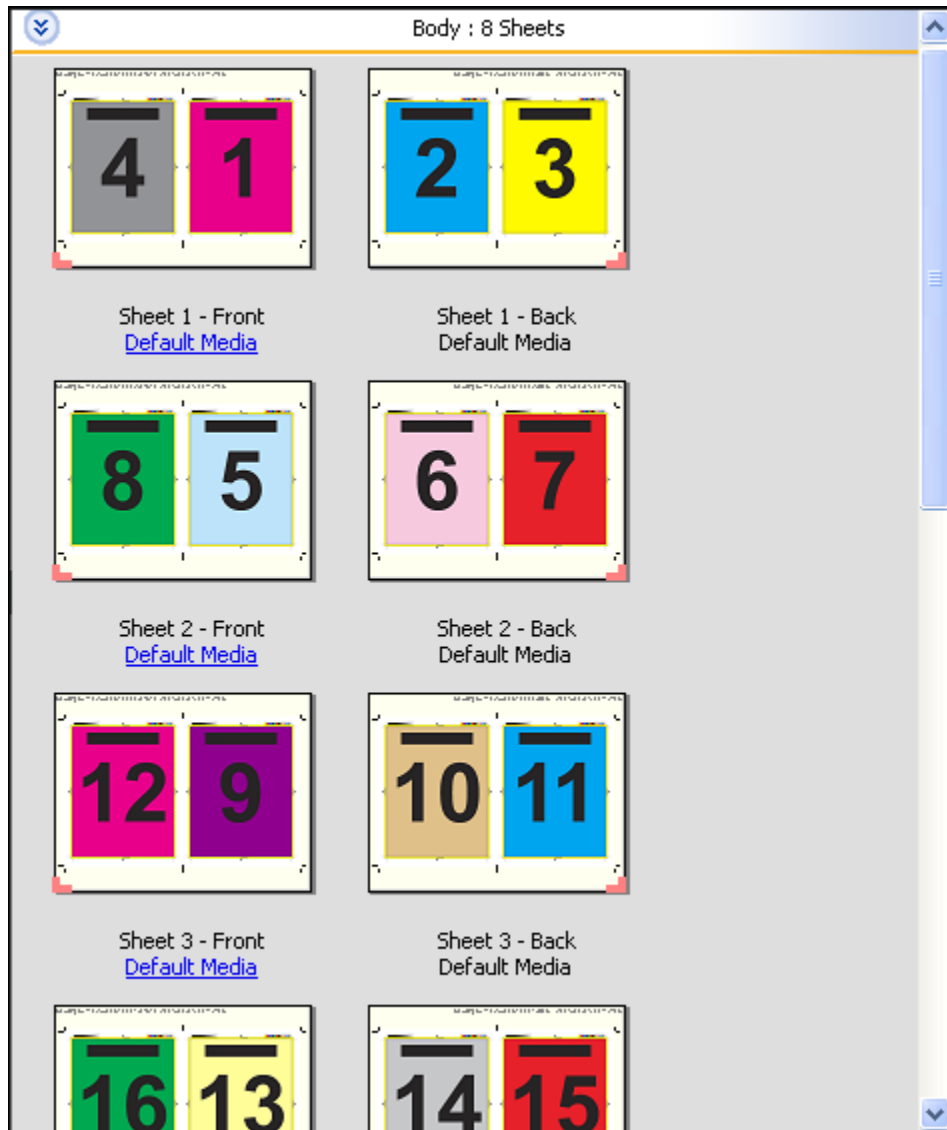 Body : 8 Sheets
4 1 2 3
Sheet 1 - Front Sheet 1 - Back
Default Media Default Media
8 5 6 7
Sheet 2 - Front Sheet 2 - Back
Default Media Default Media
12 9 10 11
Sheet 3 - Front Sheet 3 - Back
Default Media Default Media
16 13 14 15